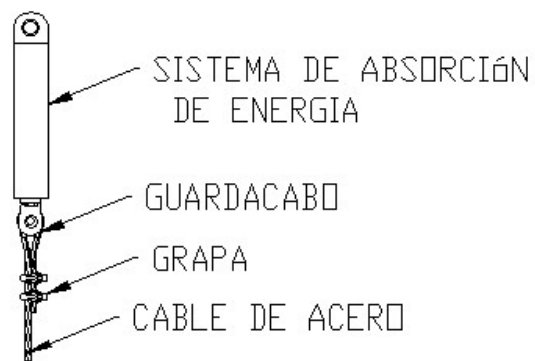 SISTEMA DE ABSORCIóN
DE ENERGIA
GUARDACABO
GRAPA
CABLE DE ACERO